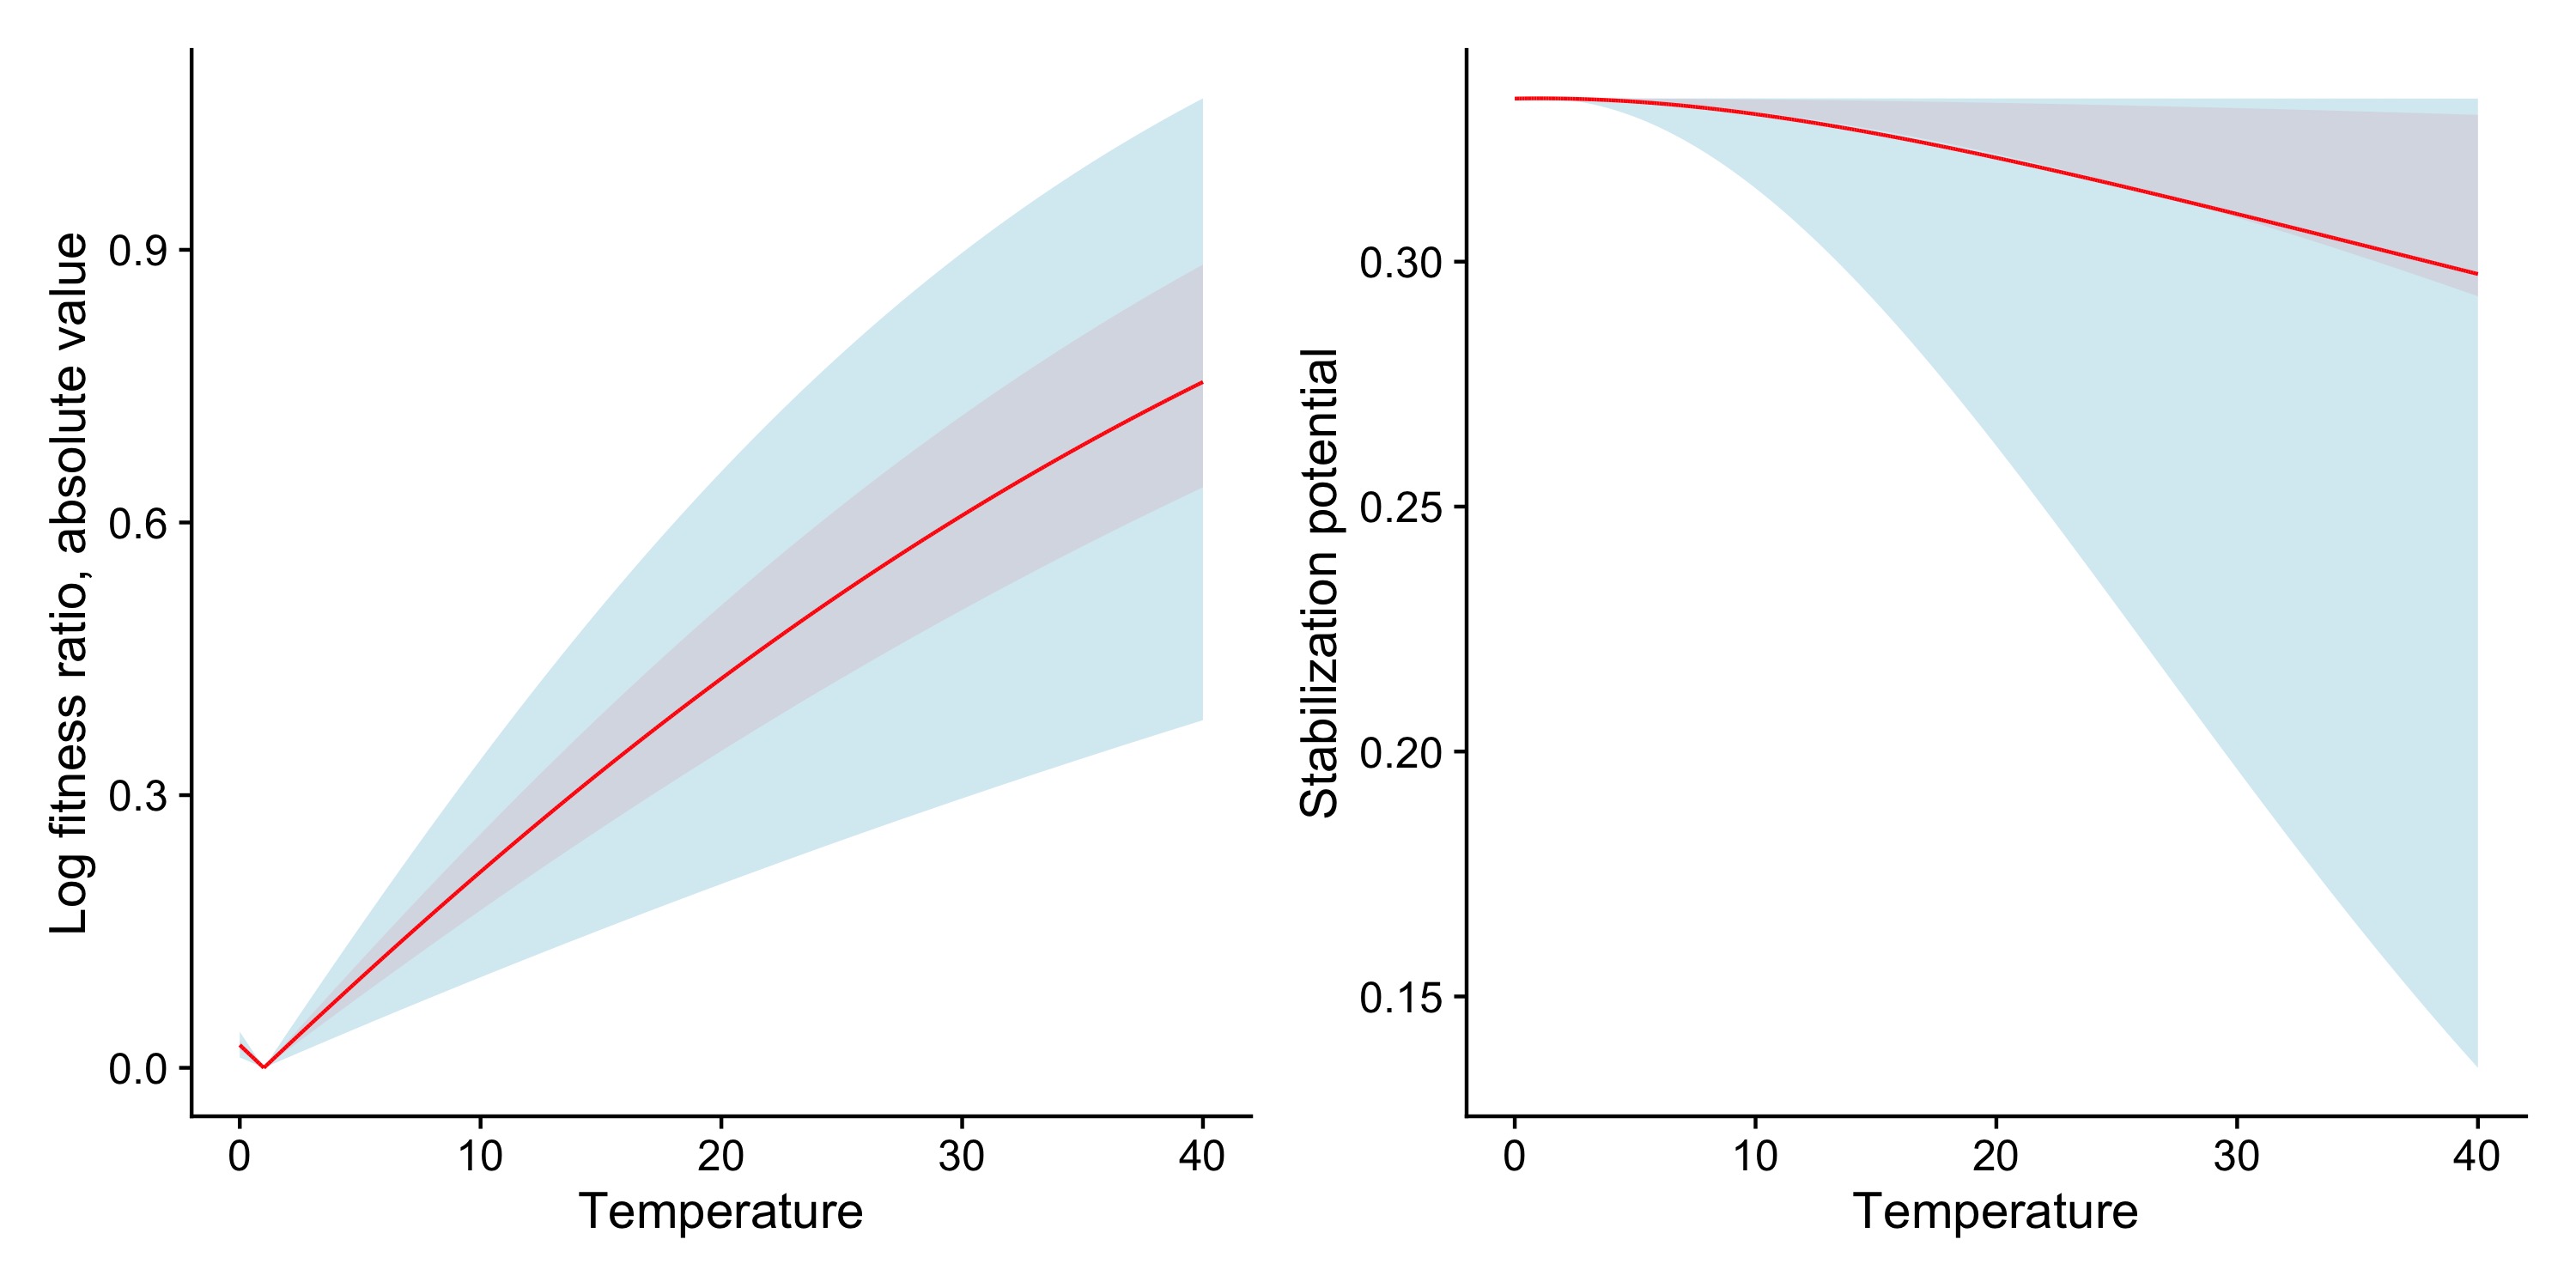 Log fitness ratio, absolute value
0.9
0.6
0.3
0.0
0 10 20 30 40
Temperature
Stabilization potential
0.30
0.25
0.20
0.15
0 10 20 30 40
Temperature